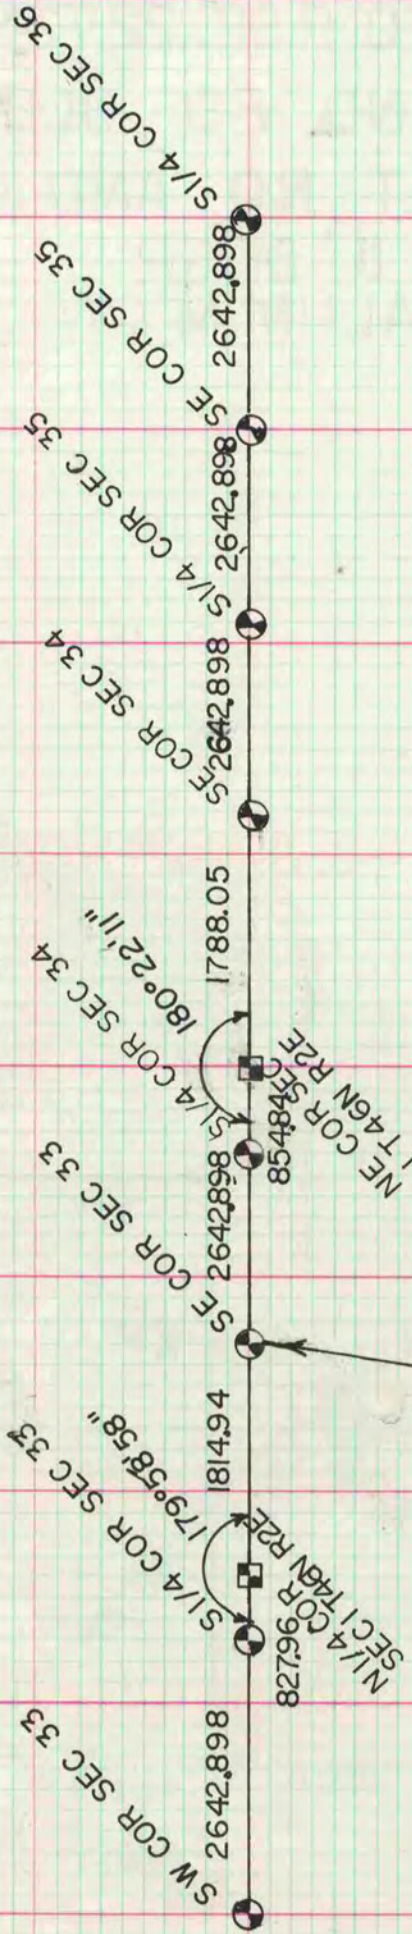 S1/4 COR SEC 36
2642.898
SE COR SEC 35
2642.898
S1/4 COR SEC 35
2642.898
SE COR SEC 34
1788.05
180°22'11"
S1/4 COR SEC 34
NE COR SEC
1 T46N R2E
854.84
2642.898
SE COR SEC 33
1814.94
179°58'58"
S1/4 COR SEC 33
N1/4 COR
SEC 1 T46N R2E
827.96
2642.898
SW COR SEC 33